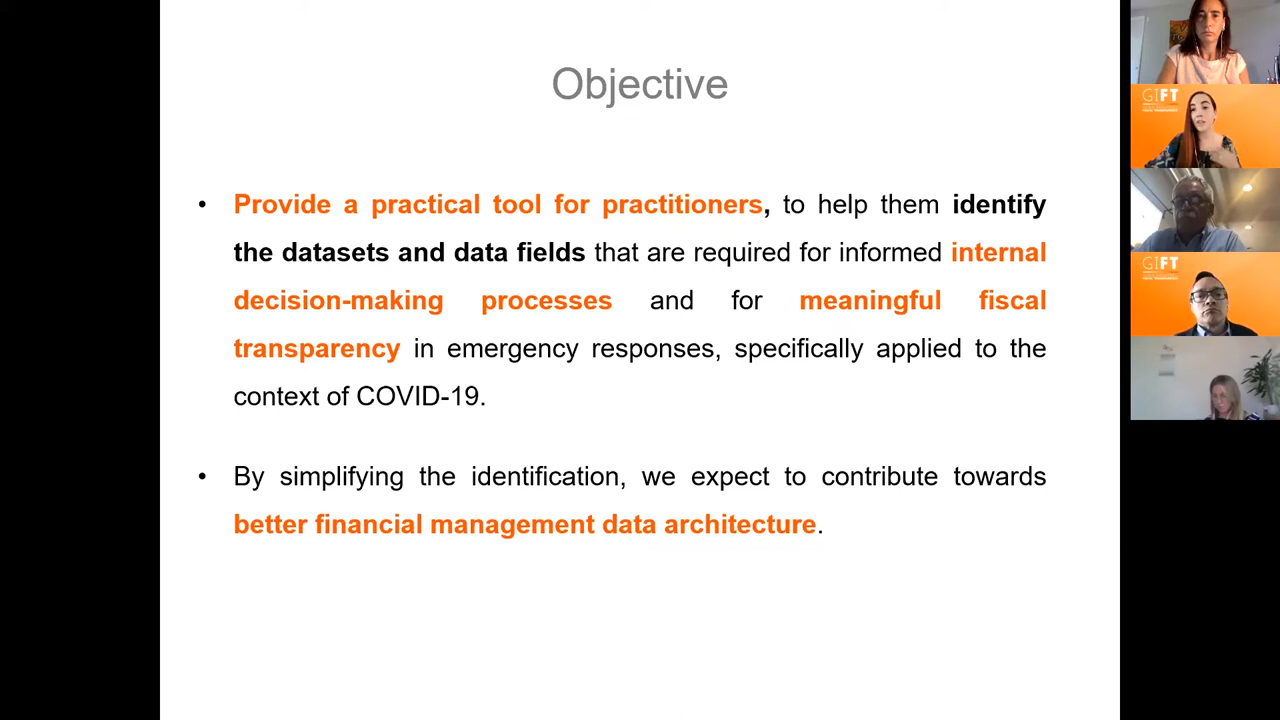 Objective
• Provide a practical tool for practitioners, to help them identify
the datasets and data fields that are required for informed internal
decision-making processes and for meaningful fiscal
transparency in emergency responses, specifically applied to the
context of COVID-19.
• By simplifying the identification, we expect to contribute towards
better financial management data architecture.
GIFT
GIFT